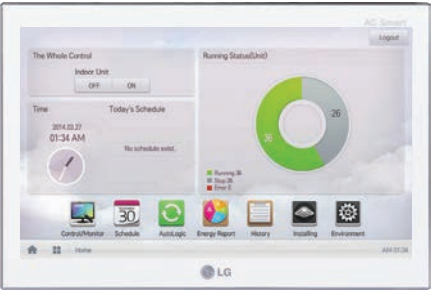 AC Smart
Logout
The Whole Control
Indoor Unit
OFF
ON
Running Status(Unit)
36
26
Running 36
Stop 26
Error 0
Time
Today's Schedule
2014.03.27
01:34 AM
No schedule exist.
30
Control/Monitor
Schedule
AutoLogic
Energy Report
History
Installing
Environment
Home
AM 01:34
LG